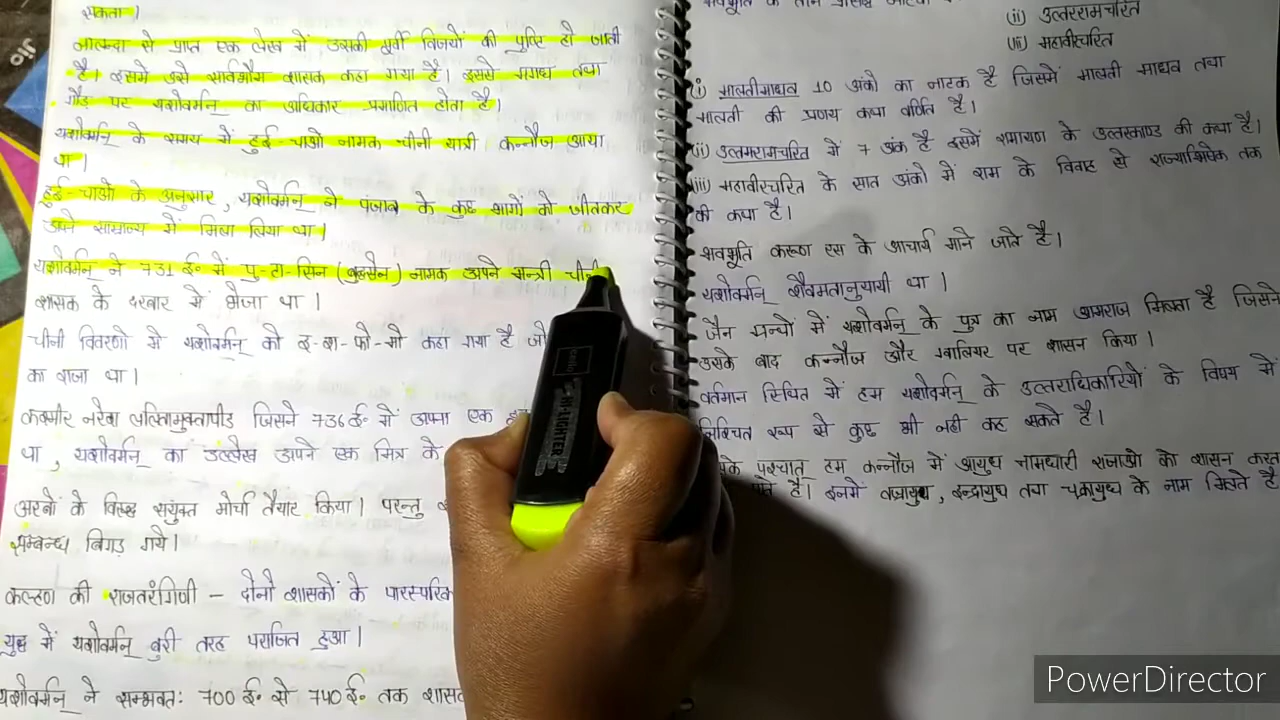 सकता।
नालन्दा से प्राप्त एक लेख में उसकी पूर्वी विजयों की पुष्टि हो जाती
है। इसमें उसे सार्वभौम शासक कहा गया है। इससे मगध तथा
गौड़ पर यशोवर्मन् का अधिकार प्रमाणित होता है।
यशोवर्मन् के समय में हुई-चाओ नामक चीनी यात्री कन्नौज आया
था।
हुई-चाओ के अनुसार, यशोवर्मन् ने पंजाब के कुछ भागों को जीतकर
अपने साम्राज्य में मिला लिया था।
यशोवर्मन् ने 731 ई॰ में पु-टा-सिन (बुद्धसेन) नामक अपने मन्त्री चीनी
शासक के दरबार में भेजा था।
चीनी विवरणों में यशोवर्मन् को इ-श-फो-मो कहा गया है जो
का राजा था।
कश्मीर नरेश ललितामुक्तापीड जिसने 736 ई॰ में अपना एक
था, यशोवर्मन् का उल्लेख अपने एक मित्र के
अरबों के विरूद्ध संयुक्त मोर्चा तैयार किया। परन्तु
सम्बन्ध बिगड़ गये।
कल्हण की राजतरंगिणी – दोनों शासकों के पारस्परिक
युद्ध में यशोवर्मन् बुरी तरह पराजित हुआ।
यशोवर्मन् ने सम्भवतः 700 ई॰ से 740 ई॰ तक
भवभूति के तीन प्रसिद्ध नाटक
(ii) उत्तररामचरित
(iii) महावीरचरित
(i) मालतीमाधव 10 अंको का नाटक है जिसमें मालती माधव तथा
मालती की प्रणय कथा वर्णित है।
(ii) उत्तमरामचरित में 7 अंक है इसमें रामायण के उत्तरकाण्ड की कथा है।
(iii) महावीरचरित के सात अंको में राम के विवाह से राज्याभिषेक तक
की कथा है।
भवभूति करूणा रस के आचार्य माने जाते है।
यशोवर्मन् शैवमतानुयायी था।
जैन ग्रन्थों में यशोवर्मन् के पुत्र का नाम आमराज मिलता है जिसने
उसके बाद कन्नौज और ग्वालियर पर शासन किया।
वर्तमान स्थिति में हम यशोवर्मन् के उत्तराधिकारियों के विषय में
निश्चित रूप से कुछ भी नही कह सकते है।
पश्चात् हम कन्नौज में आयुध नामधारी राजाओ को शासन करते
है। इनमें वज्रायुध, इन्द्रायुध तथा चक्रायुध के नाम मिलते है
Jio
cello
HI-LIGHTER
PowerDirector